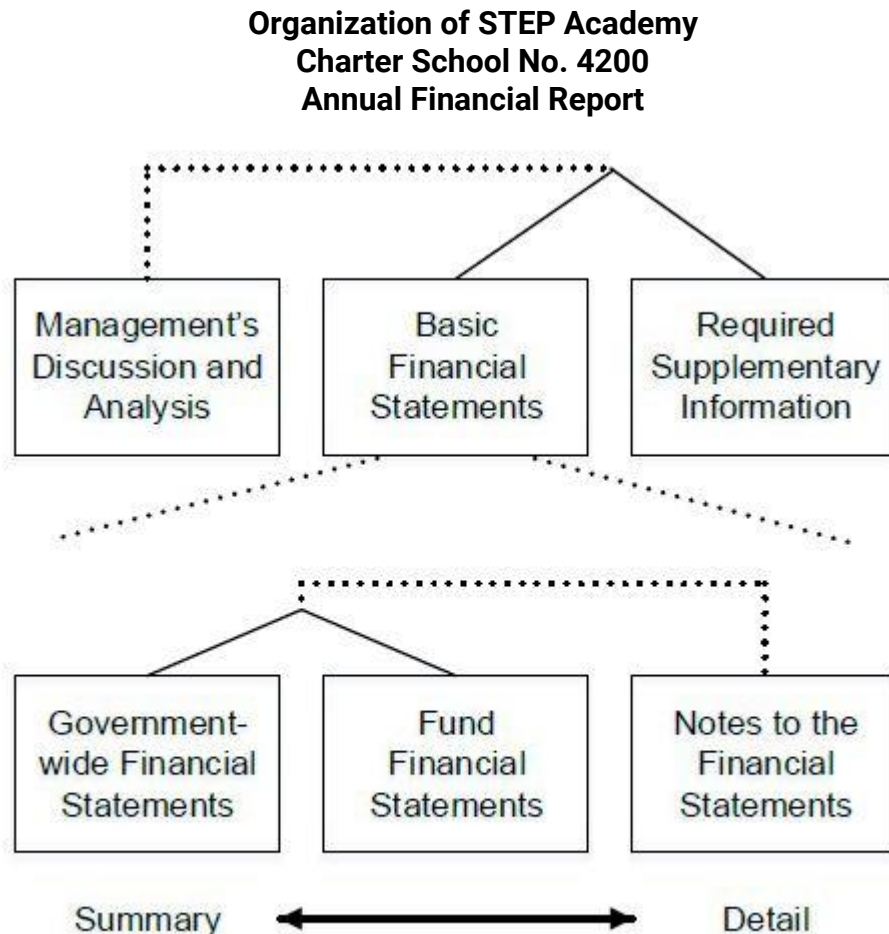 Organization of STEP Academy
Charter School No. 4200
Annual Financial Report
Management's
Discussion and
Analysis
Basic
Financial
Statements
Required
Supplementary
Information
Government-
wide Financial
Statements
Fund
Financial
Statements
Notes to the
Financial
Statements
Summary
Detail